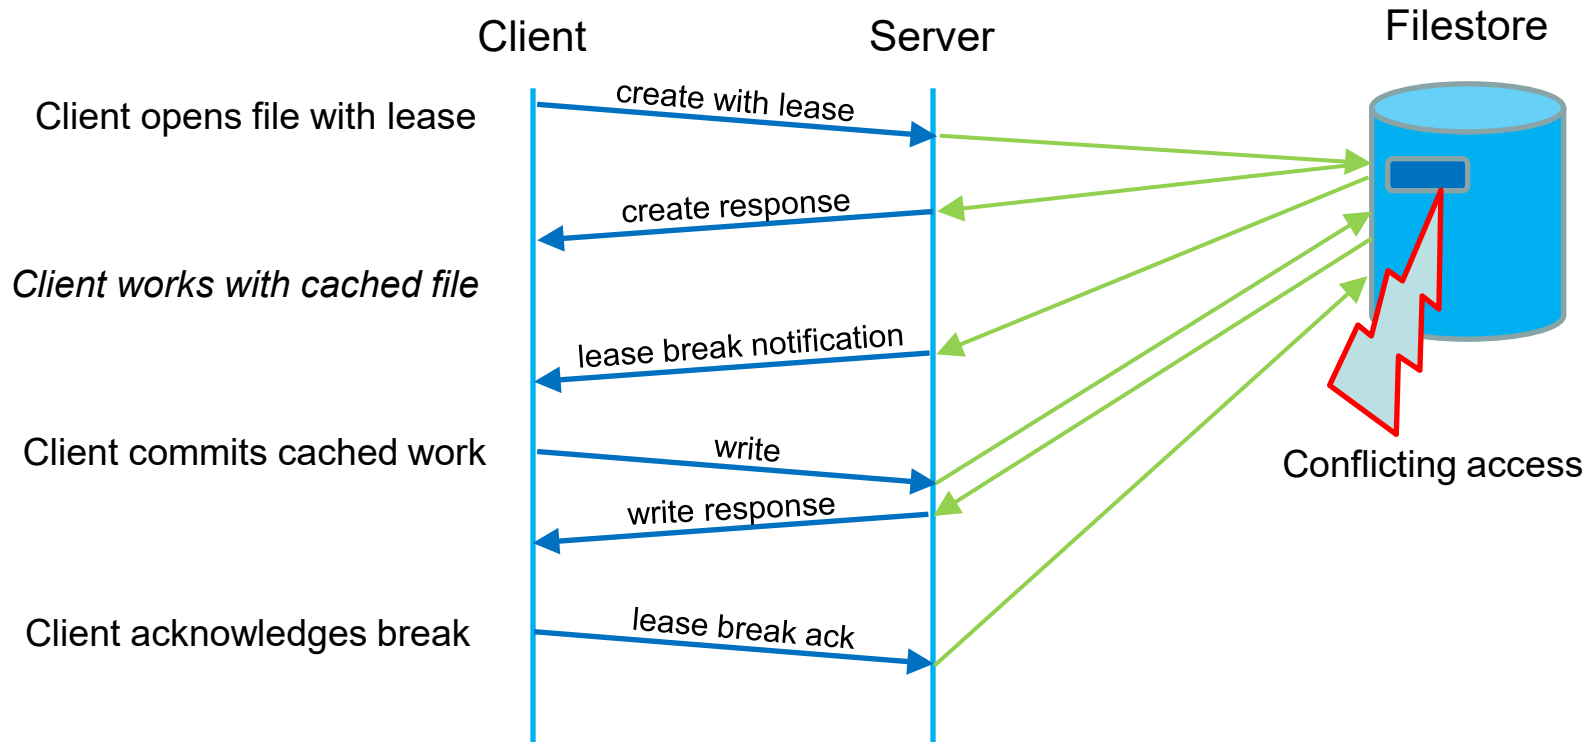 Client
Server
Filestore
Client opens file with lease
create with lease
create response
Client works with cached file
lease break notification
Client commits cached work
write
Conflicting access
write response
Client acknowledges break
lease break ack